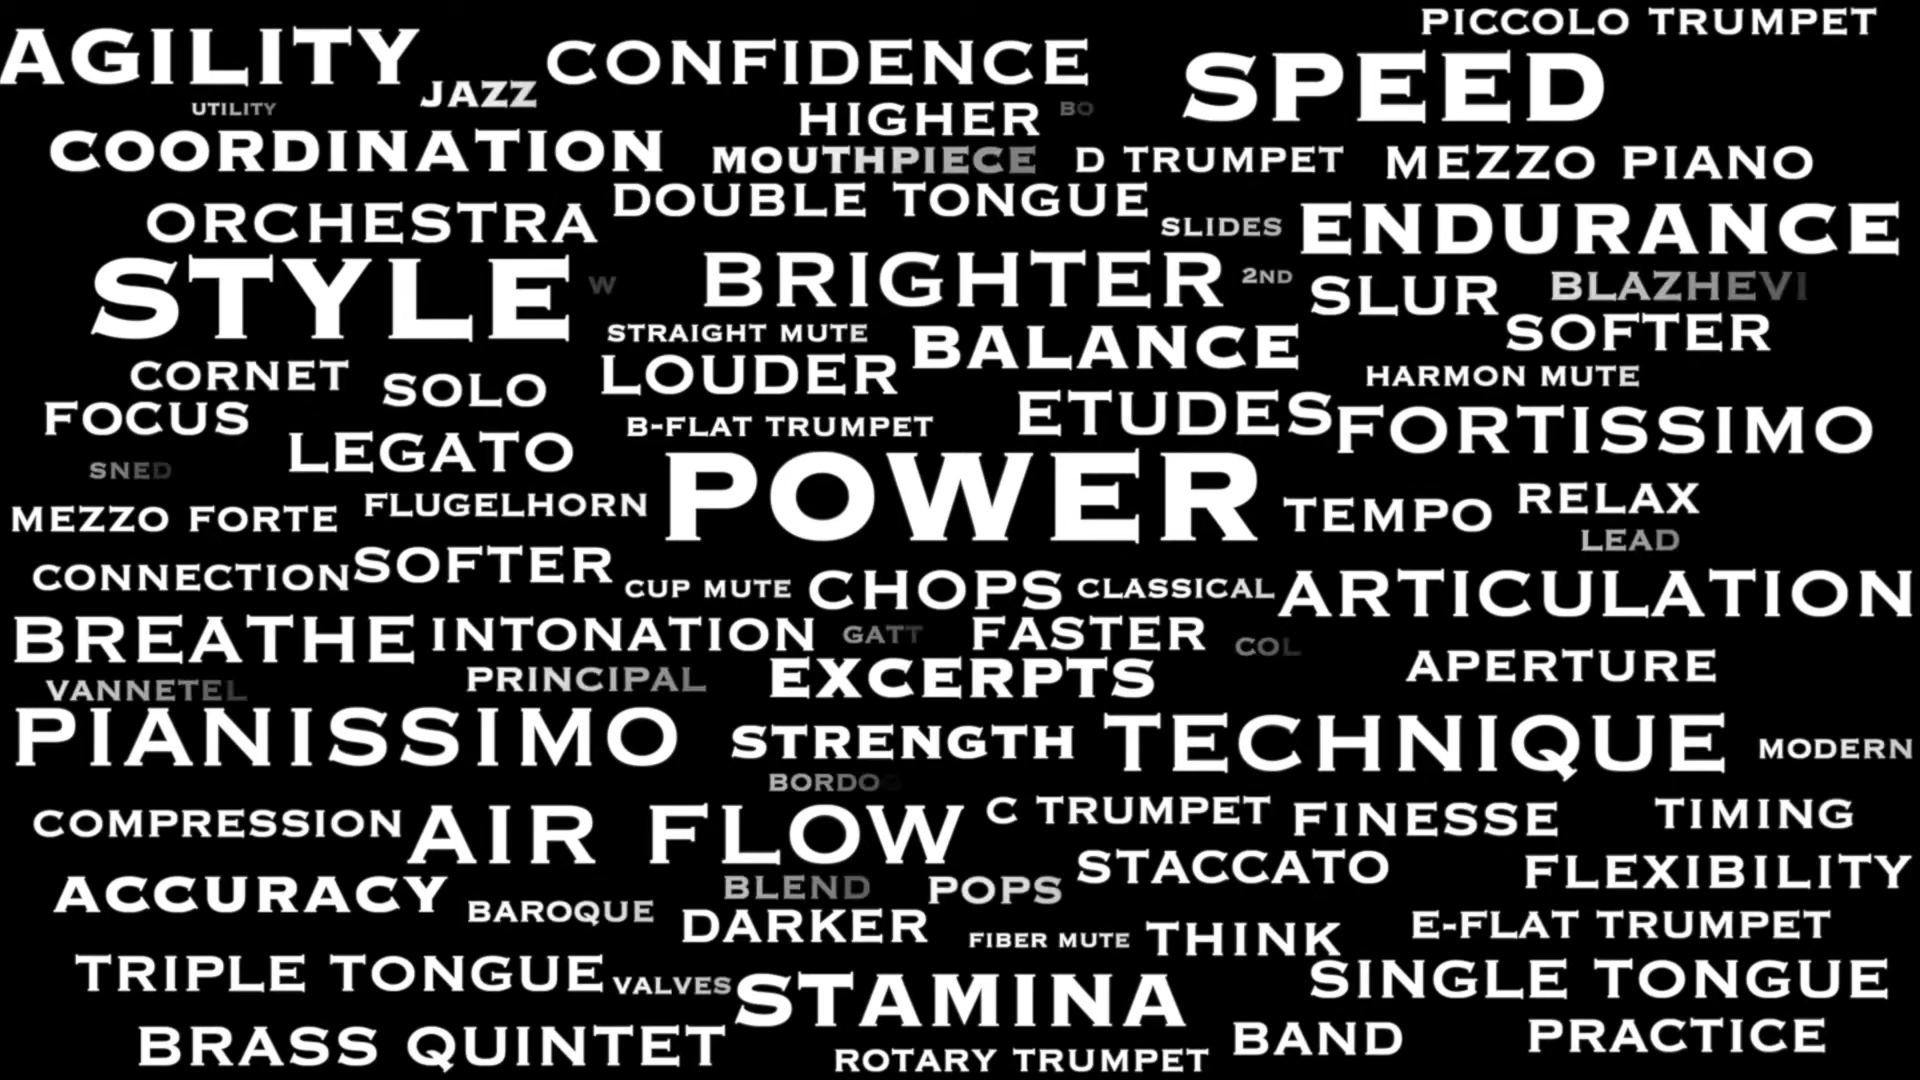 PICCOLO TRUMPET
AGILITY
CONFIDENCE
SPEED
JAZZ
UTILITY
HIGHER
BO
COORDINATION
MOUTHPIECE
D TRUMPET
MEZZO PIANO
DOUBLE TONGUE
ORCHESTRA
SLIDES
ENDURANCE
STYLE
W
BRIGHTER
2ND
SLUR
BLAZHEVI
STRAIGHT MUTE
BALANCE
SOFTER
CORNET
SOLO
LOUDER
HARMON MUTE
FOCUS
B-FLAT TRUMPET
ETUDES
FORTISSIMO
LEGATO
SNED
POWER
MEZZO FORTE
FLUGELHORN
TEMPO
RELAX
LEAD
CONNECTION
SOFTER
CUP MUTE
CHOPS
CLASSICAL
ARTICULATION
BREATHE
INTONATION
GATT
FASTER
COL
VANNETEL
PRINCIPAL
EXCERPTS
APERTURE
PIANISSIMO
STRENGTH
TECHNIQUE
MODERN
BORDO
COMPRESSION
AIR FLOW
C TRUMPET
FINESSE
TIMING
STACCATO
FLEXIBILITY
ACCURACY
BAROQUE
BLEND
POPS
DARKER
FIBER MUTE
THINK
E-FLAT TRUMPET
TRIPLE TONGUE
VALVES
STAMINA
SINGLE TONGUE
BRASS QUINTET
ROTARY TRUMPET
BAND
PRACTICE